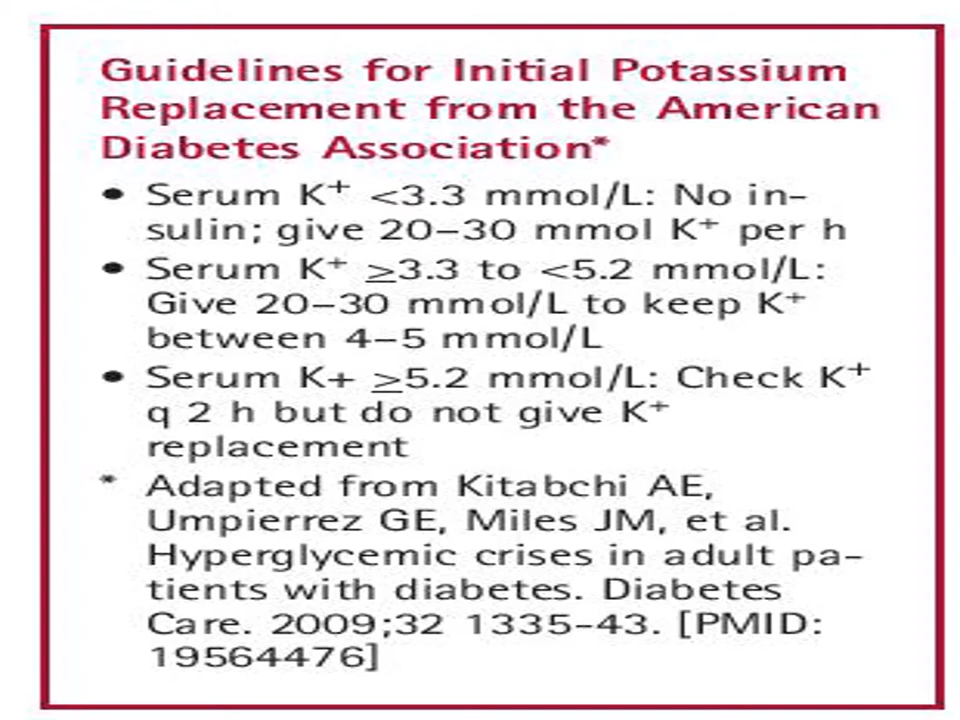 Guidelines for Initial Potassium
Replacement from the American
Diabetes Association*
• Serum K⁺ <3.3 mmol/L: No in-
sulin; give 20–30 mmol K⁺ per h
• Serum K⁺ ≥3.3 to <5.2 mmol/L:
Give 20–30 mmol/L to keep K⁺
between 4–5 mmol/L
• Serum K+ ≥5.2 mmol/L: Check K⁺
q 2 h but do not give K⁺
replacement
* Adapted from Kitabchi AE,
Umpierrez GE, Miles JM, et al.
Hyperglycemic crises in adult pa-
tients with diabetes. Diabetes
Care. 2009;32 1335-43. [PMID:
19564476]